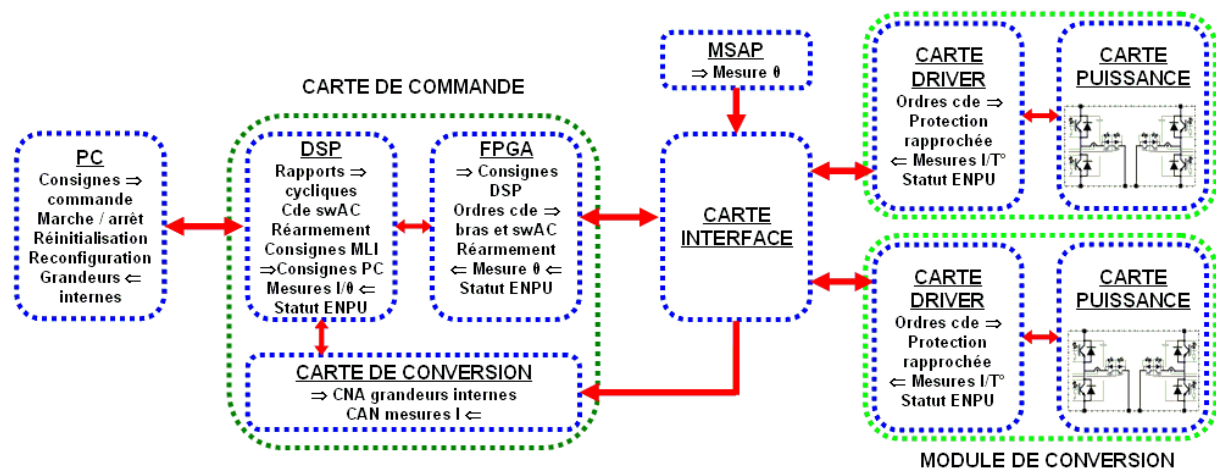 CARTE DE COMMANDE
PC
Consignes ⇒
commande
Marche / arrêt
Réinitialisation
Reconfiguration
Grandeurs ⇐
internes
DSP
Rapports ⇒
cycliques
Cde swAC
Réarmement
Consignes MLI
⇒Consignes PC
Mesures I/θ ⇐
Statut ENPU
FPGA
⇒ Consignes
DSP
Ordres cde ⇒
bras et swAC
Réarmement
⇐ Mesure θ ⇐
Statut ENPU
CARTE DE CONVERSION
⇒ CNA grandeurs internes
CAN mesures I ⇐
MSAP
⇒ Mesure θ
CARTE
INTERFACE
CARTE
DRIVER
Ordres cde ⇒
Protection
rapprochée
⇐ Mesures I/T°
Statut ENPU
CARTE
PUISSANCE
CARTE
DRIVER
Ordres cde ⇒
Protection
rapprochée
⇐ Mesures I/T°
Statut ENPU
CARTE
PUISSANCE
MODULE DE CONVERSION